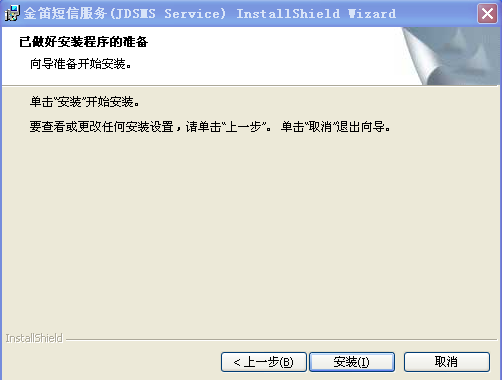 金笛短信服务(JDSMS Service) InstallShield Wizard
已做好安装程序的准备
向导准备开始安装。
单击“安装”开始安装。
要查看或更改任何安装设置，请单击“上一步”。 单击“取消”退出向导。
InstallShield
< 上一步(B)
安装(I)
取消